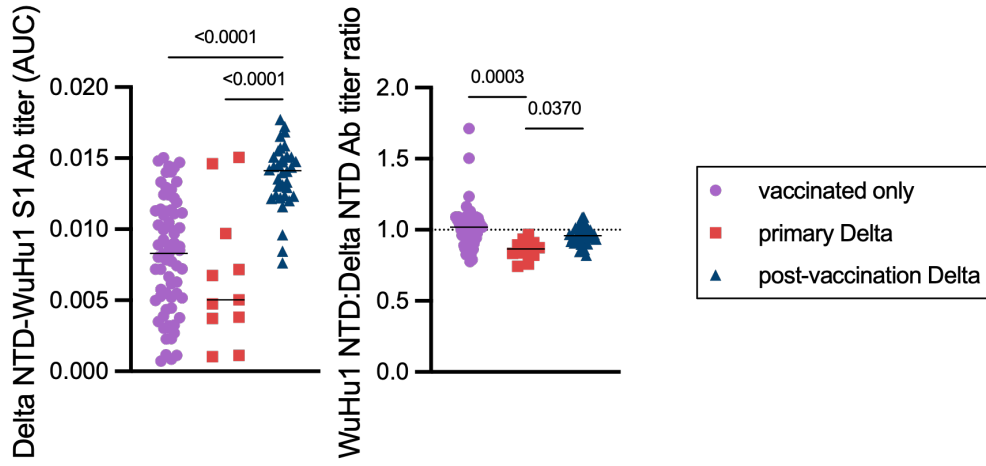 Delta NTD-WuHu1 S1 Ab titer (AUC)
0.020
0.015
0.010
0.005
0.000
<0.0001
<0.0001
WuHu1 NTD:Delta NTD Ab titer ratio
2.0
1.5
1.0
0.5
0.0
0.0003
0.0370
vaccinated only
primary Delta
post-vaccination Delta